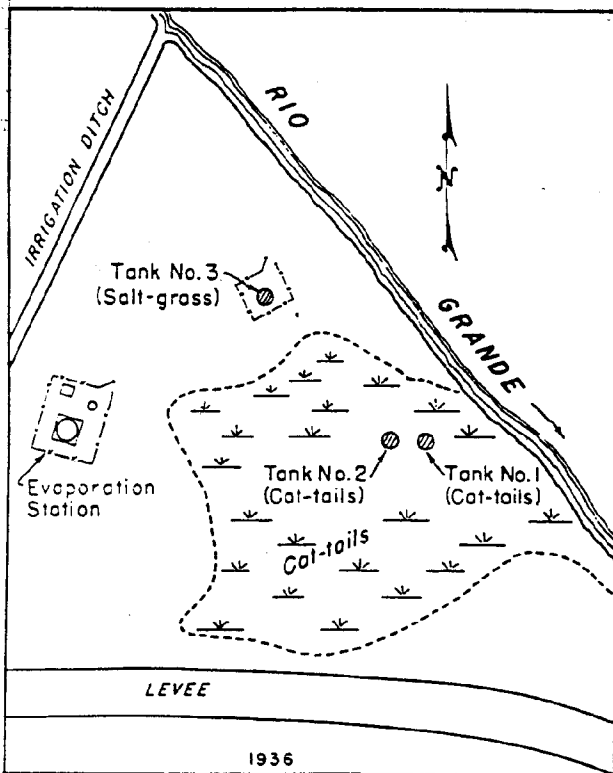 RIO
GRANDE
IRRIGATION DITCH
N
Tank No. 3
(Salt-grass)
Evaporation
Station
Tank No. 2
(Cat-tails)
Tank No. 1
(Cat-tails)
Cat-tails
LEVEE
1936